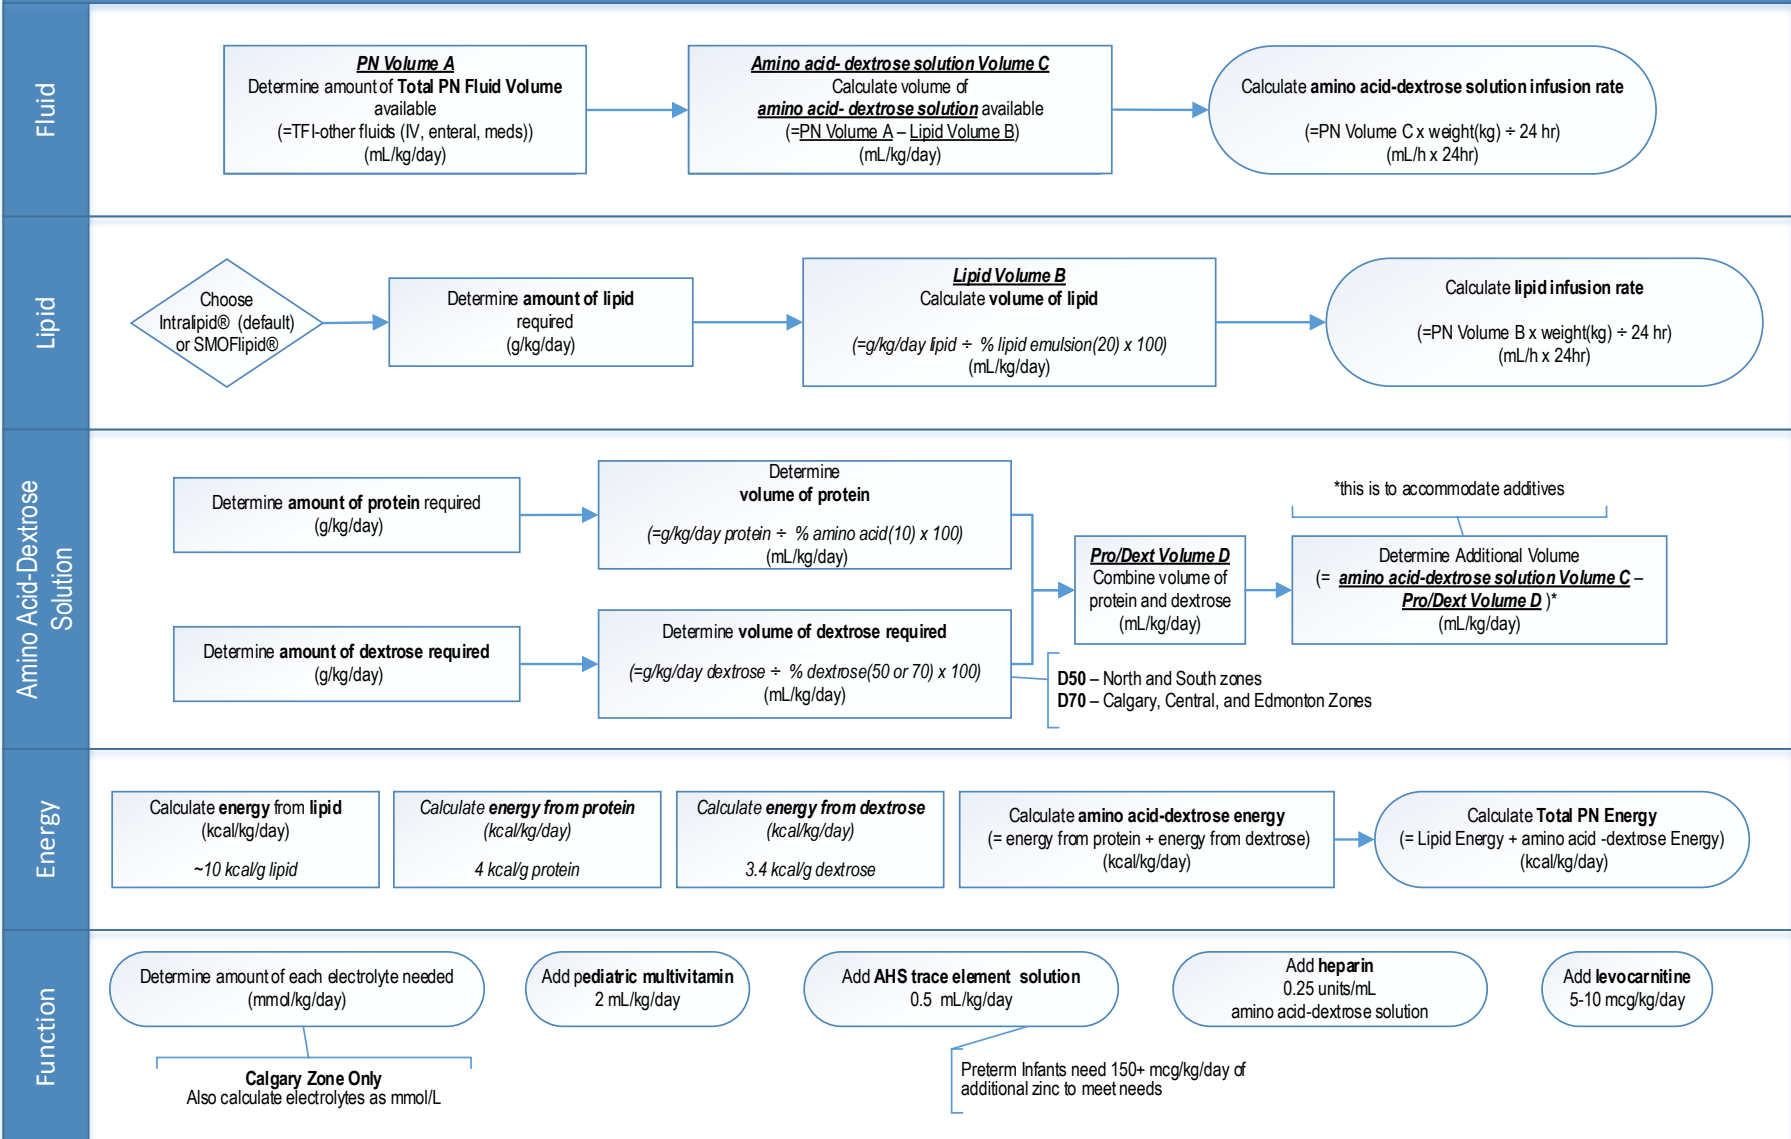 Fluid
PN Volume A
Determine amount of Total PN Fluid Volume
available
(=TFI-other fluids (IV, enteral, meds))
(mL/kg/day)
Amino acid- dextrose solution Volume C
Calculate volume of
amino acid- dextrose solution available
(=PN Volume A – Lipid Volume B)
(mL/kg/day)
Calculate amino acid-dextrose solution infusion rate
(=PN Volume C x weight(kg) ÷ 24 hr)
(mL/h x 24hr)
Lipid
Choose
Intralipid® (default)
or SMOFlipid®
Determine amount of lipid
required
(g/kg/day)
Lipid Volume B
Calculate volume of lipid
(=g/kg/day lipid ÷ % lipid emulsion(20) x 100)
(mL/kg/day)
Calculate lipid infusion rate
(=PN Volume B x weight(kg) ÷ 24 hr)
(mL/h x 24hr)
Amino Acid-Dextrose
Solution
Determine amount of protein required
(g/kg/day)
Determine
volume of protein
(=g/kg/day protein ÷ % amino acid(10) x 100)
(mL/kg/day)
Determine amount of dextrose required
(g/kg/day)
Determine volume of dextrose required
(=g/kg/day dextrose ÷ % dextrose(50 or 70) x 100)
(mL/kg/day)
D50 – North and South zones
D70 – Calgary, Central, and Edmonton Zones
Pro/Dext Volume D
Combine volume of
protein and dextrose
(mL/kg/day)
*this is to accommodate additives
Determine Additional Volume
(= amino acid-dextrose solution Volume C –
Pro/Dext Volume D )*
(mL/kg/day)
Energy
Calculate energy from lipid
(kcal/kg/day)
~10 kcal/g lipid
Calculate energy from protein
(kcal/kg/day)
4 kcal/g protein
Calculate energy from dextrose
(kcal/kg/day)
3.4 kcal/g dextrose
Calculate amino acid-dextrose energy
(= energy from protein + energy from dextrose)
(kcal/kg/day)
Calculate Total PN Energy
(= Lipid Energy + amino acid -dextrose Energy)
(kcal/kg/day)
Function
Determine amount of each electrolyte needed
(mmol/kg/day)
Calgary Zone Only
Also calculate electrolytes as mmol/L
Add pediatric multivitamin
2 mL/kg/day
Add AHS trace element solution
0.5 mL/kg/day
Preterm Infants need 150+ mcg/kg/day of
additional zinc to meet needs
Add heparin
0.25 units/mL
amino acid-dextrose solution
Add levocarnitine
5-10 mcg/kg/day